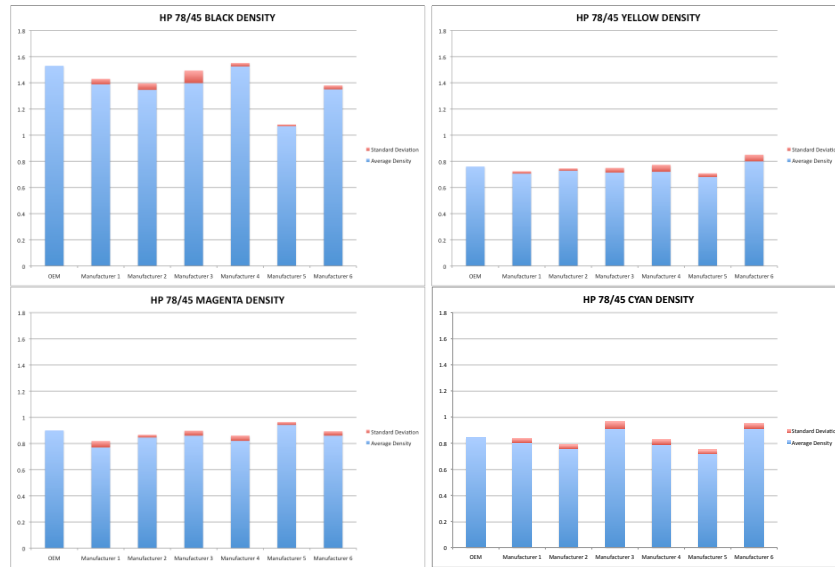 HP 78/45 BLACK DENSITY
1.8
1.6
1.4
1.2
1
0.8
0.6
0.4
0.2
0
OEM Manufacturer 1 Manufacturer 2 Manufacturer 3 Manufacturer 4 Manufacturer 5 Manufacturer 6
Standard Deviation
Average Density
HP 78/45 YELLOW DENSITY
1.8
1.6
1.4
1.2
1
0.8
0.6
0.4
0.2
0
OEM Manufacturer 1 Manufacturer 2 Manufacturer 3 Manufacturer 4 Manufacturer 5 Manufacturer 6
Standard Deviation
Average Density
HP 78/45 MAGENTA DENSITY
1.8
1.6
1.4
1.2
1
0.8
0.6
0.4
0.2
0
OEM Manufacturer 1 Manufacturer 2 Manufacturer 3 Manufacturer 4 Manufacturer 5 Manufacturer 6
Standard Deviation
Average Density
HP 78/45 CYAN DENSITY
1.8
1.6
1.4
1.2
1
0.8
0.6
0.4
0.2
0
OEM Manufacturer 1 Manufacturer 2 Manufacturer 3 Manufacturer 4 Manufacturer 5 Manufacturer 6
Standard Deviation
Average Density